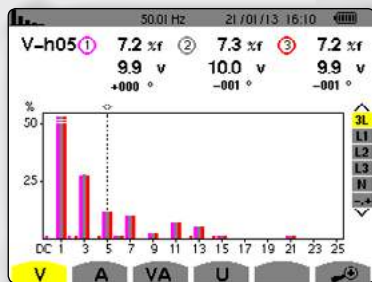 50.01 Hz 21/01/13 16:10
V-h05 1 7.2 %f 2 7.3 %f 3 7.2 %f
9.9 v 10.0 v 9.9 v
+000 ° -001 ° -001 °
%
50
25
DC 1 3 5 7 9 11 13 15 17 19 21 23 25
3L
L1
L2
L3
N
-.+
V A VA U